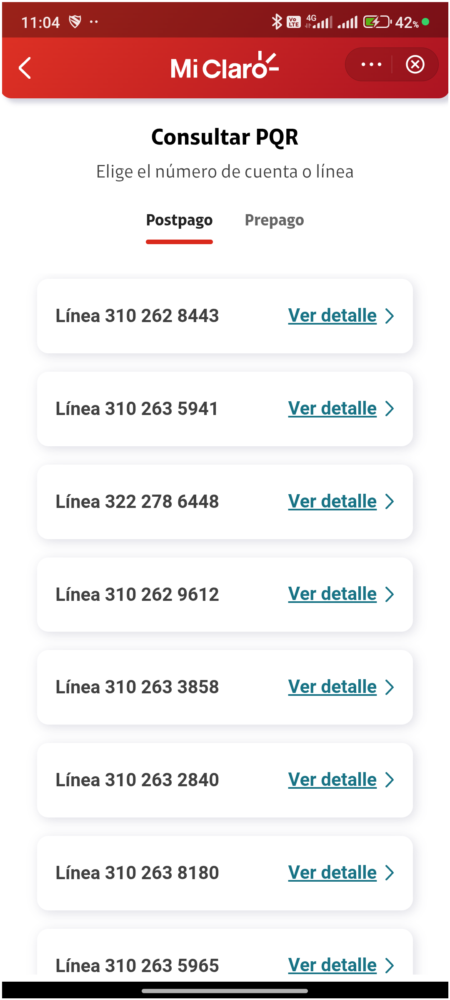 11:04
Vo LTE 4G 42%
Mi Claro
Consultar PQR
Elige el número de cuenta o línea
Postpago Prepago
Línea 310 262 8443 Ver detalle
Línea 310 263 5941 Ver detalle
Línea 322 278 6448 Ver detalle
Línea 310 262 9612 Ver detalle
Línea 310 263 3858 Ver detalle
Línea 310 263 2840 Ver detalle
Línea 310 263 8180 Ver detalle
Línea 310 263 5965 Ver detalle